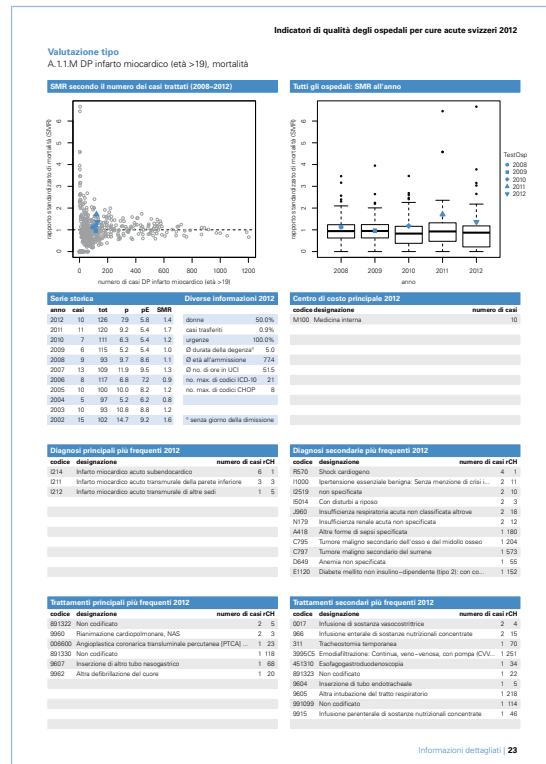 Indicatori di qualità degli ospedali per cure acute svizzeri 2012
Valutazione tipo
A.1.1.M DP infarto miocardico (età >19), mortalità
SMR secondo il numero dei casi trattati (2008–2012)
rapporto standardizzato di mortalità (SMR)
6
5
4
3
2
1
0
0 200 400 600 800 1000 1200
numero di casi DP infarto miocardico (età >19)
Tutti gli ospedali: SMR all'anno
rapporto standardizzato di mortalità (SMR)
6
5
4
3
2
1
0
2008 2009 2010 2011 2012
anno
TestOsp
2008
2009
2010
2011
2012
Serie storica
anno casi tot p pE SMR
2012 10 126 7.9 5.8 1.4
2011 11 120 9.2 5.4 1.7
2010 7 111 6.3 5.4 1.2
2009 6 115 5.2 5.4 1.0
2008 9 93 9.7 8.6 1.1
2007 13 109 11.9 9.5 1.3
2006 8 117 6.8 7.2 0.9
2005 10 100 10.0 8.2 1.2
2004 5 97 5.2 6.2 0.8
2003 10 93 10.8 8.8 1.2
2002 15 102 14.7 9.2 1.6
Diverse informazioni 2012
donne 50.0%
casi trasferiti 0.9%
urgenze 100.0%
Ø durata della degenza° 5.0
Ø età all'ammissione 77.4
Ø no. di ore in UCI 51.5
no. max. di codici ICD-10 21
no. max. di codici CHOP 8
° senza giorno della dimissione
Centro di costo principale 2012
codice designazione numero di casi
M100 Medicina interna 10
Diagnosi principali più frequenti 2012
codice designazione numero di casi rCH
I214 Infarto miocardico acuto subendocardico 6 1
I211 Infarto miocardico acuto transmurale della parete inferiore 3 3
I212 Infarto miocardico acuto transmurale di altre sedi 1 5
Diagnosi secondarie più frequenti 2012
codice designazione numero di casi rCH
R570 Shock cardiogeno 4 1
I1000 Ipertensione essenziale benigna: Senza menzione di crisi i... 2 11
I2519 non specificata 2 10
I5014 Con disturbi a riposo 2 3
J960 Insufficienza respiratoria acuta non classificata altrove 2 18
N179 Insufficienza renale acuta non specificata 2 12
A418 Altre forme di sepsi specificata 1 180
C795 Tumore maligno secondario dell'osso e del midollo osseo 1 204
C797 Tumore maligno secondario del surrene 1 573
D649 Anemia non specificata 1 55
E1120 Diabete mellito non insulino–dipendente (tipo 2): con co... 1 152
Trattamenti principali più frequenti 2012
codice designazione numero di casi rCH
891322 Non codificato 2 5
9960 Rianimazione cardiopolmonare, NAS 2 3
006600 Angioplastica coronarica transluminale percutanea [PTCA] ... 1 23
891330 Non codificato 1 118
9607 Inserzione di altro tubo nasogastrico 1 68
9962 Altra defibrillazione del cuore 1 20
Trattamenti secondari più frequenti 2012
codice designazione numero di casi rCH
0017 Infusione di sostanza vasocostrittrice 2 4
966 Infusione enterale di sostanze nutrizionali concentrate 2 15
311 Tracheostomia temporanea 1 70
3995C5 Emodiafiltrazione: Continua, veno–venosa, con pompa (CVV... 1 251
451310 Esofagogastroduodenoscopia 1 34
891323 Non codificato 1 22
9604 Inserzione di tubo endotracheale 1 5
9605 Altra intubazione del tratto respiratorio 1 218
991099 Non codificato 1 114
9915 Infusione parenterale di sostanze nutrizionali concentrate 1 46
Informazioni dettagliati | 23